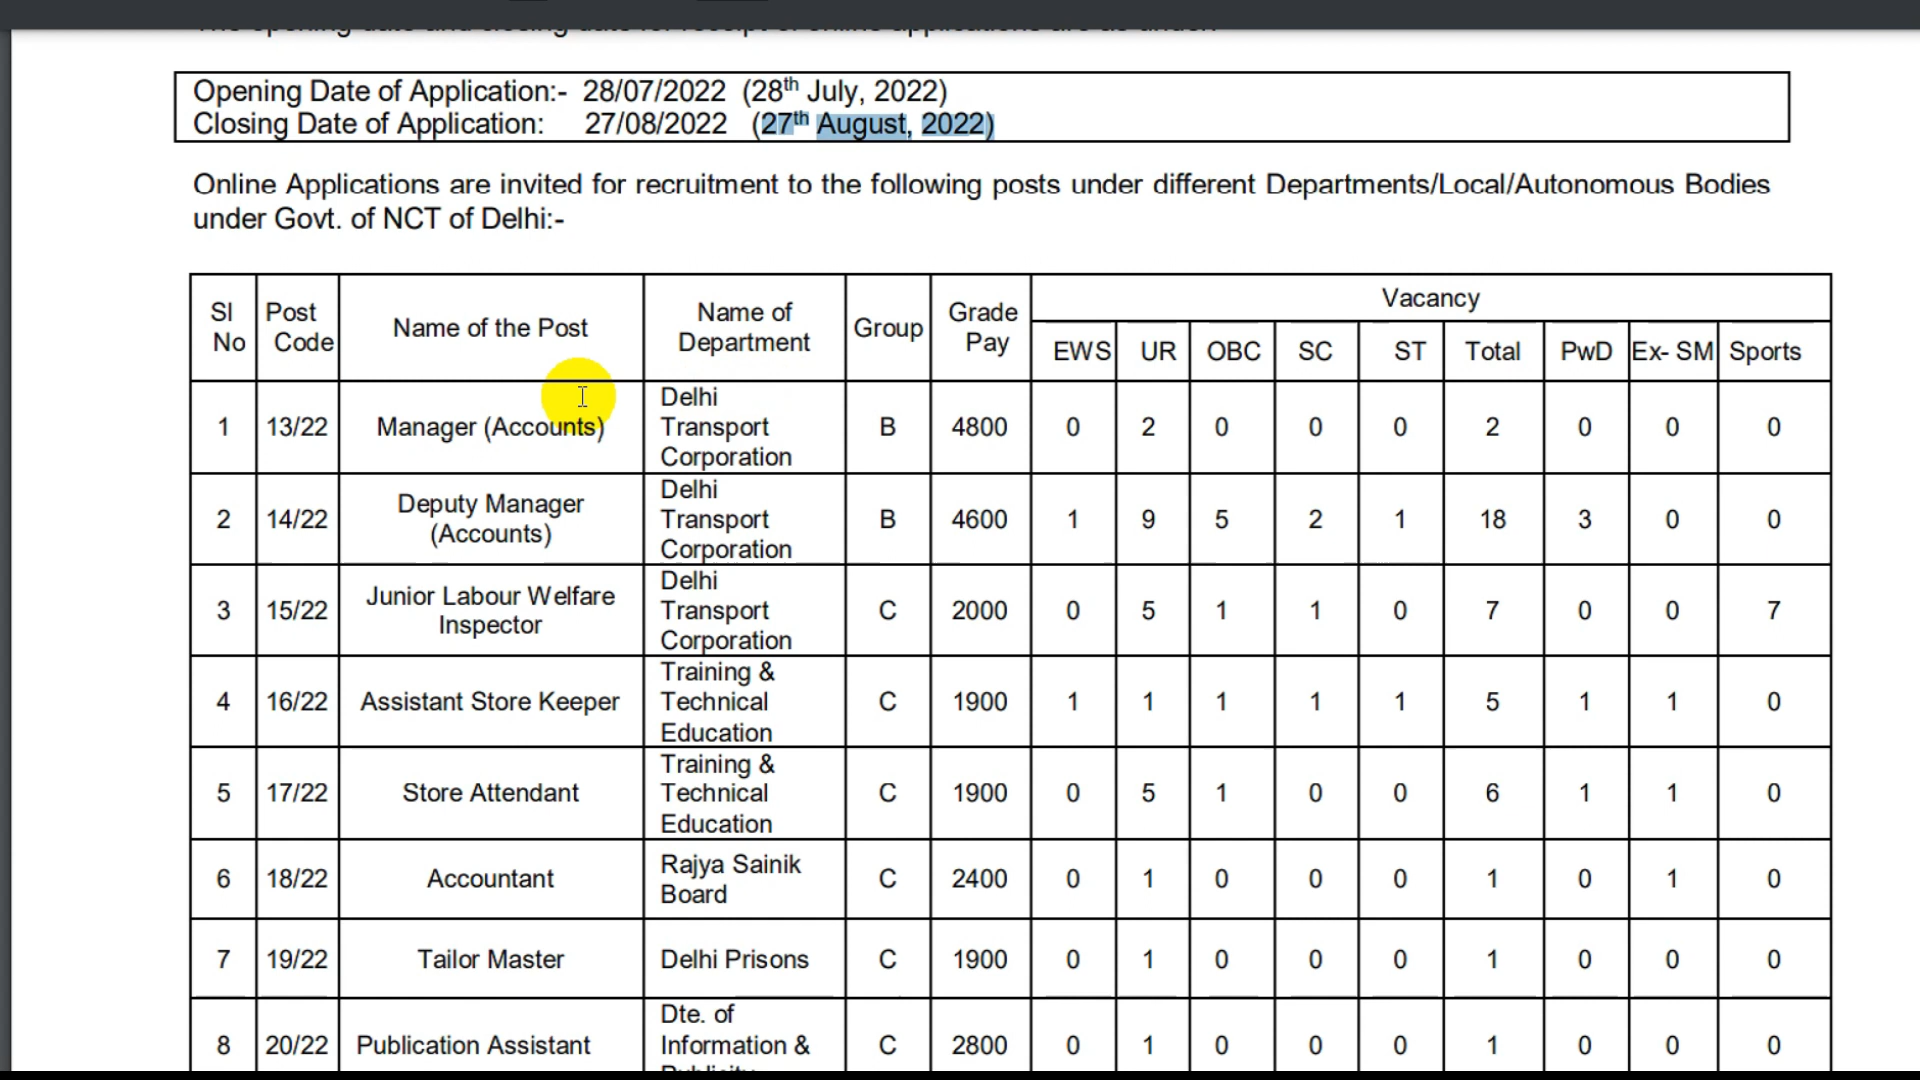 Opening Date of Application:- 28/07/2022 (28th July, 2022)
Closing Date of Application: 27/08/2022 (27th August, 2022)
Online Applications are invited for recruitment to the following posts under different Departments/Local/Autonomous Bodies
under Govt. of NCT of Delhi:-
Sl No Post Code Name of the Post Name of Department Group Grade Pay Vacancy
EWS UR OBC SC ST Total PwD Ex- SM Sports
1 13/22 Manager (Accounts) Delhi Transport Corporation B 4800 0 2 0 0 0 2 0 0 0
2 14/22 Deputy Manager (Accounts) Delhi Transport Corporation B 4600 1 9 5 2 1 18 3 0 0
3 15/22 Junior Labour Welfare Inspector Delhi Transport Corporation C 2000 0 5 1 1 0 7 0 0 7
4 16/22 Assistant Store Keeper Training & Technical Education C 1900 1 1 1 1 1 5 1 1 0
5 17/22 Store Attendant Training & Technical Education C 1900 0 5 1 0 0 6 1 1 0
6 18/22 Accountant Rajya Sainik Board C 2400 0 1 0 0 0 1 0 1 0
7 19/22 Tailor Master Delhi Prisons C 1900 0 1 0 0 0 1 0 0 0
8 20/22 Publication Assistant Dte. of Information & C 2800 0 1 0 0 0 1 0 0 0